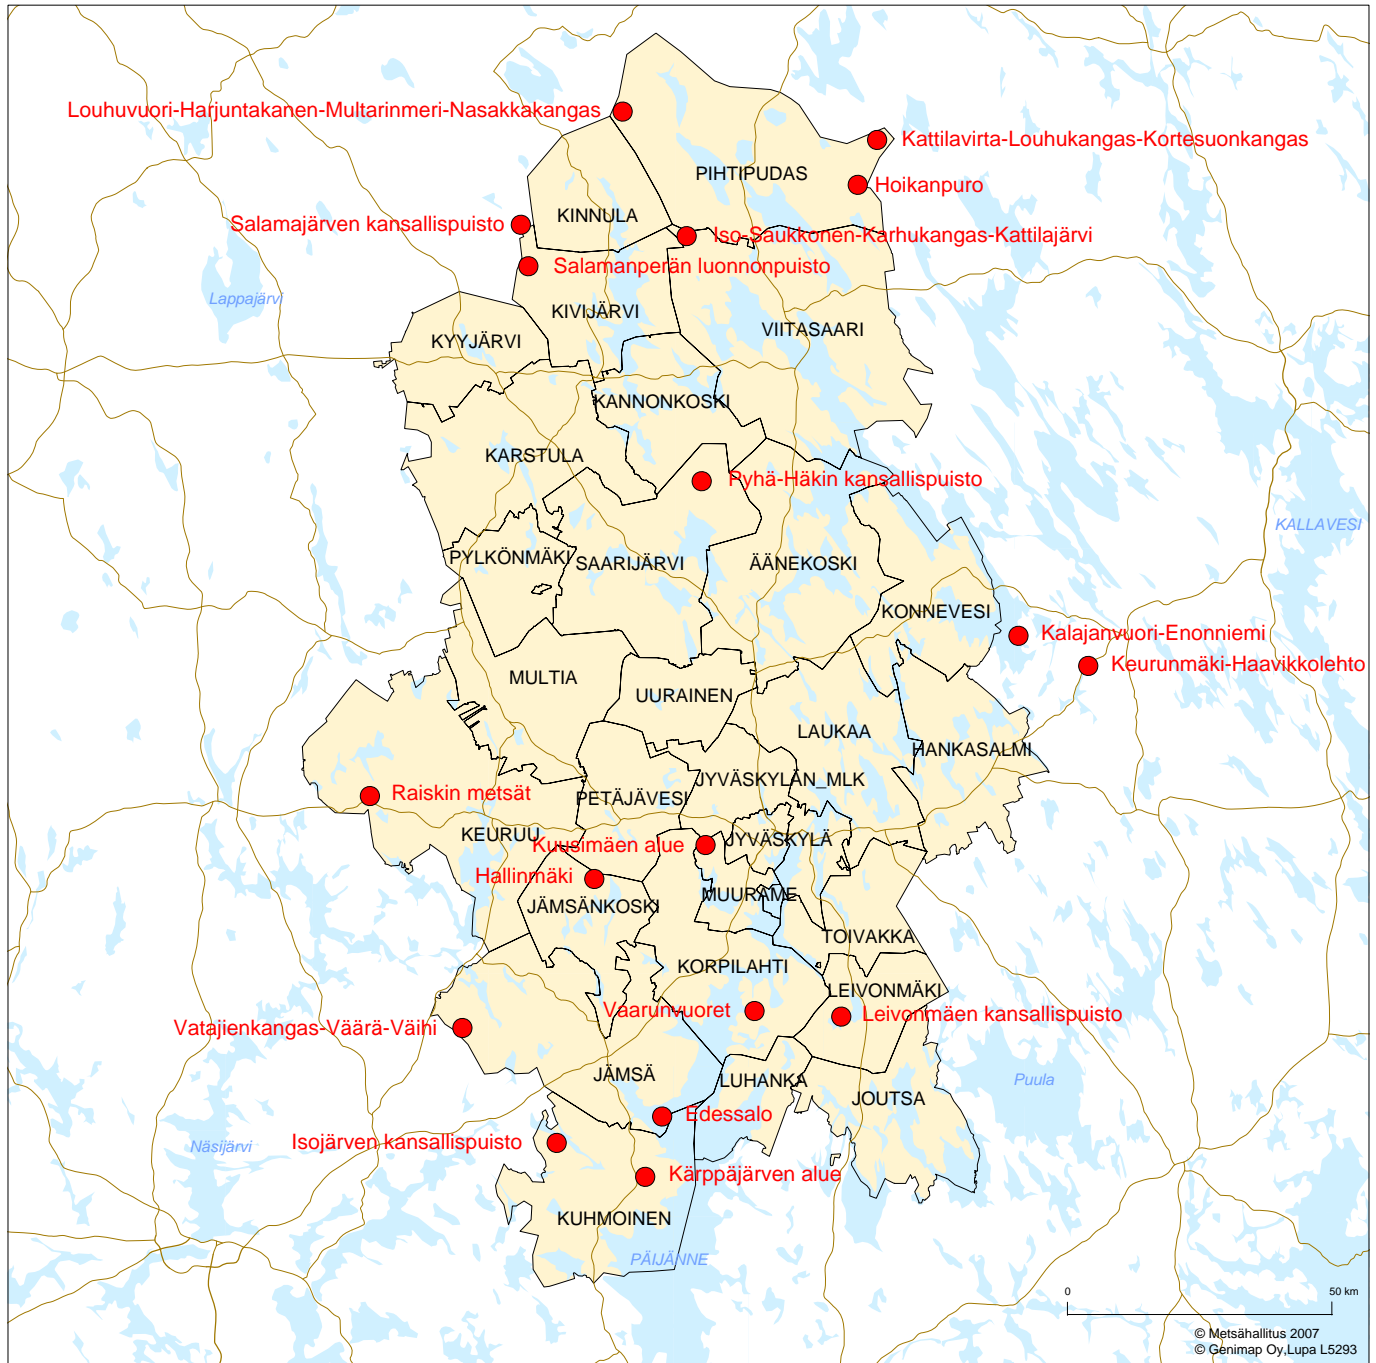 Louhuvuori-Harjuntakanen-Multarinmeri-Nasakkakangas
Kattilavirta-Louhukangas-Kortesuonkangas
PIHTIPUDAS
Hoikanpuro
KINNULA
Salamajärven kansallispuisto
Iso-Saukkonen-Karhukangas-Kattilajärvi
Salamanperän luonnonpuisto
Lappajärvi
KIVIJÄRVI
VIITASAARI
KYYJÄRVI
KANNONKOSKI
KARSTULA
Pyhä-Häkin kansallispuisto
KALLAVESI
PYLKÖNMÄKI
SAARIJÄRVI
ÄÄNEKOSKI
KONNEVESI
Kalajanvuori-Enonniemi
Keurunmäki-Haavikkolehto
MULTIA
UURAINEN
LAUKAA
HANKASALMI
JYVÄSKYLÄN_MLK
Raiskin metsät
PETÄJÄVESI
KEURUU
Kuusimäen alue
JYVÄSKYLÄ
Hallinmäki
MUURAME
JÄMSÄNKOSKI
TOIVAKKA
KORPILAHTI
LEIVONMÄKI
Vaarunvuoret
Leivonmäen kansallispuisto
Vatajienkangas-Väärä-Väihi
JÄMSÄ
LUHANKA
Puula
JOUTSA
Edessalo
Isojärven kansallispuisto
Näsijärvi
Kärppäjärven alue
KUHMOINEN
PÄIJÄNNE
0 50 km
© Metsähallitus 2007
© Genimap Oy,Lupa L5293